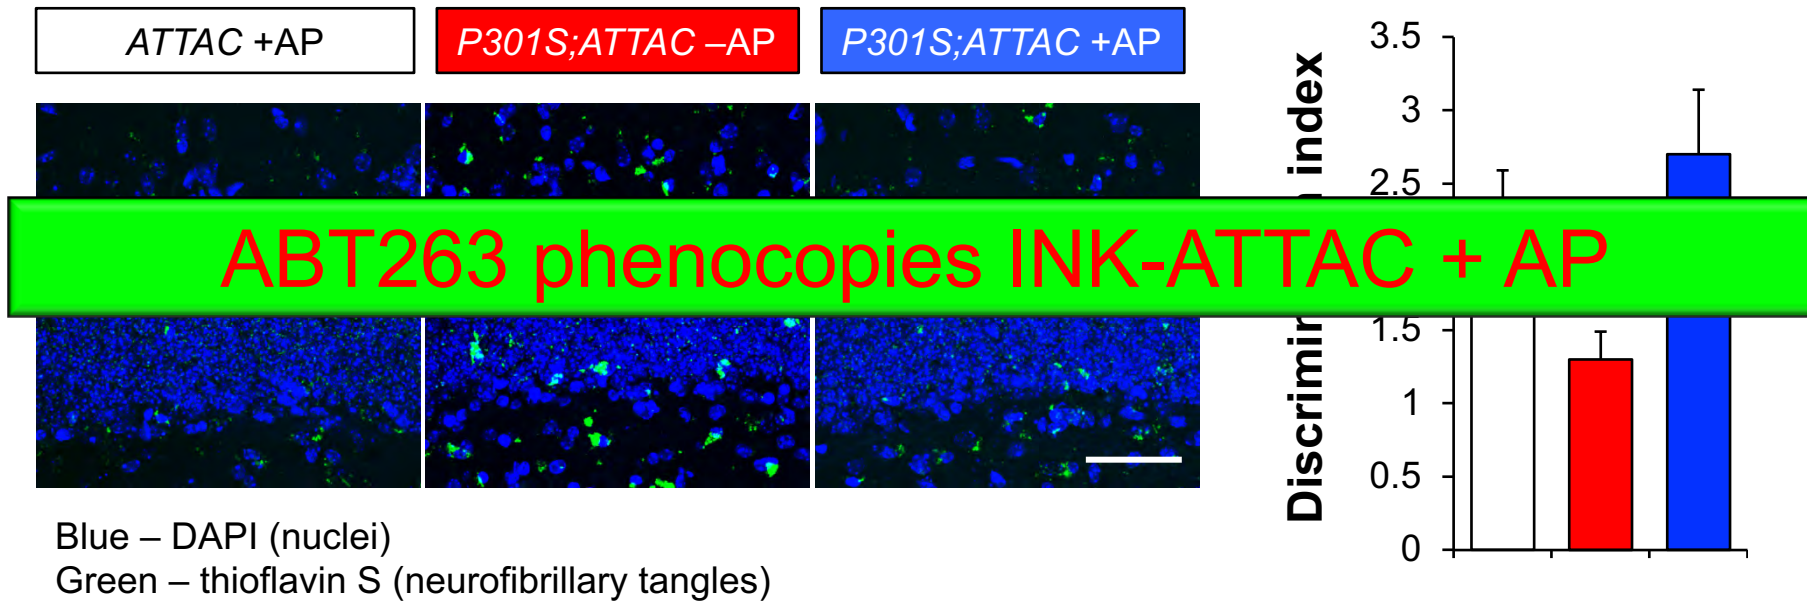 ATTAC +AP
P301S;ATTAC –AP
P301S;ATTAC +AP
ABT263 phenocopies INK-ATTAC + AP
Blue – DAPI (nuclei)
Green – thioflavin S (neurofibrillary tangles)
index
3.5
3
2.5
1.5
1
0.5
0